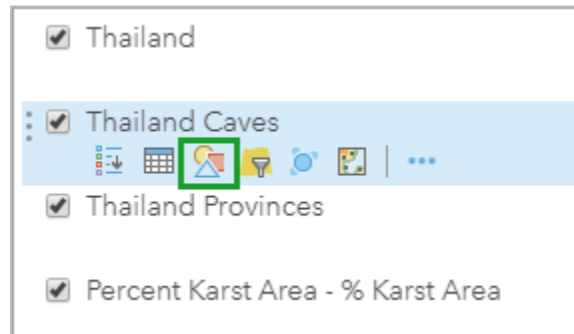 Thailand
Thailand Caves
Thailand Provinces
Percent Karst Area - % Karst Area